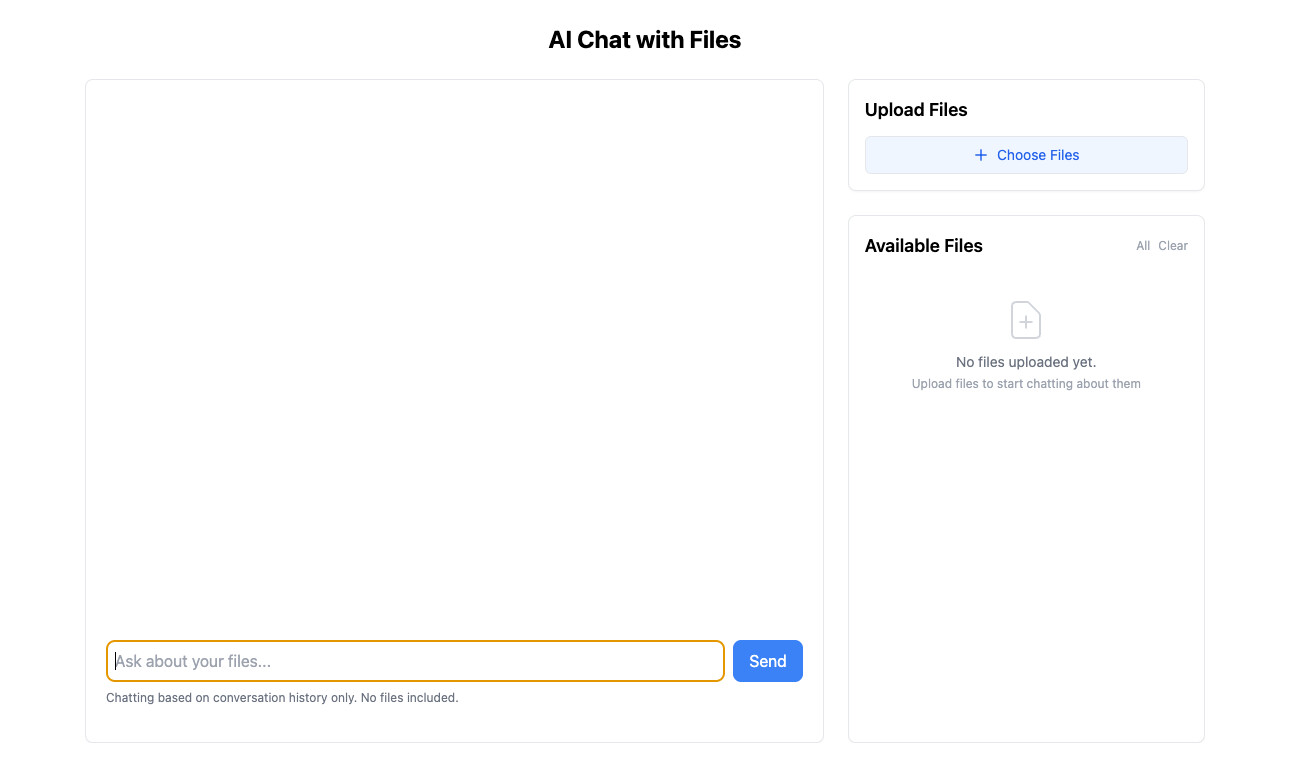 AI Chat with Files
Ask about your files...
Send
Chatting based on conversation history only. No files included.
Upload Files
Choose Files
Available Files
All Clear
No files uploaded yet.
Upload files to start chatting about them